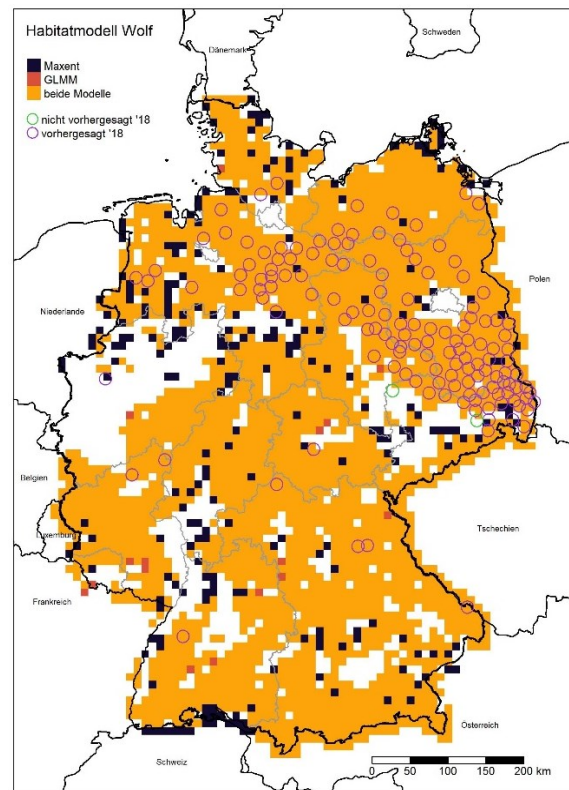 Habitatmodell Wolf
Maxent
GLMM
beide Modelle
nicht vorhergesagt '18
vorhergesagt '18
Schweden
Dänemark
Polen
Niederlande
Belgien
Luxemburg
Tschechien
Frankreich
Österreich
Schweiz
0 50 100 150 200 km